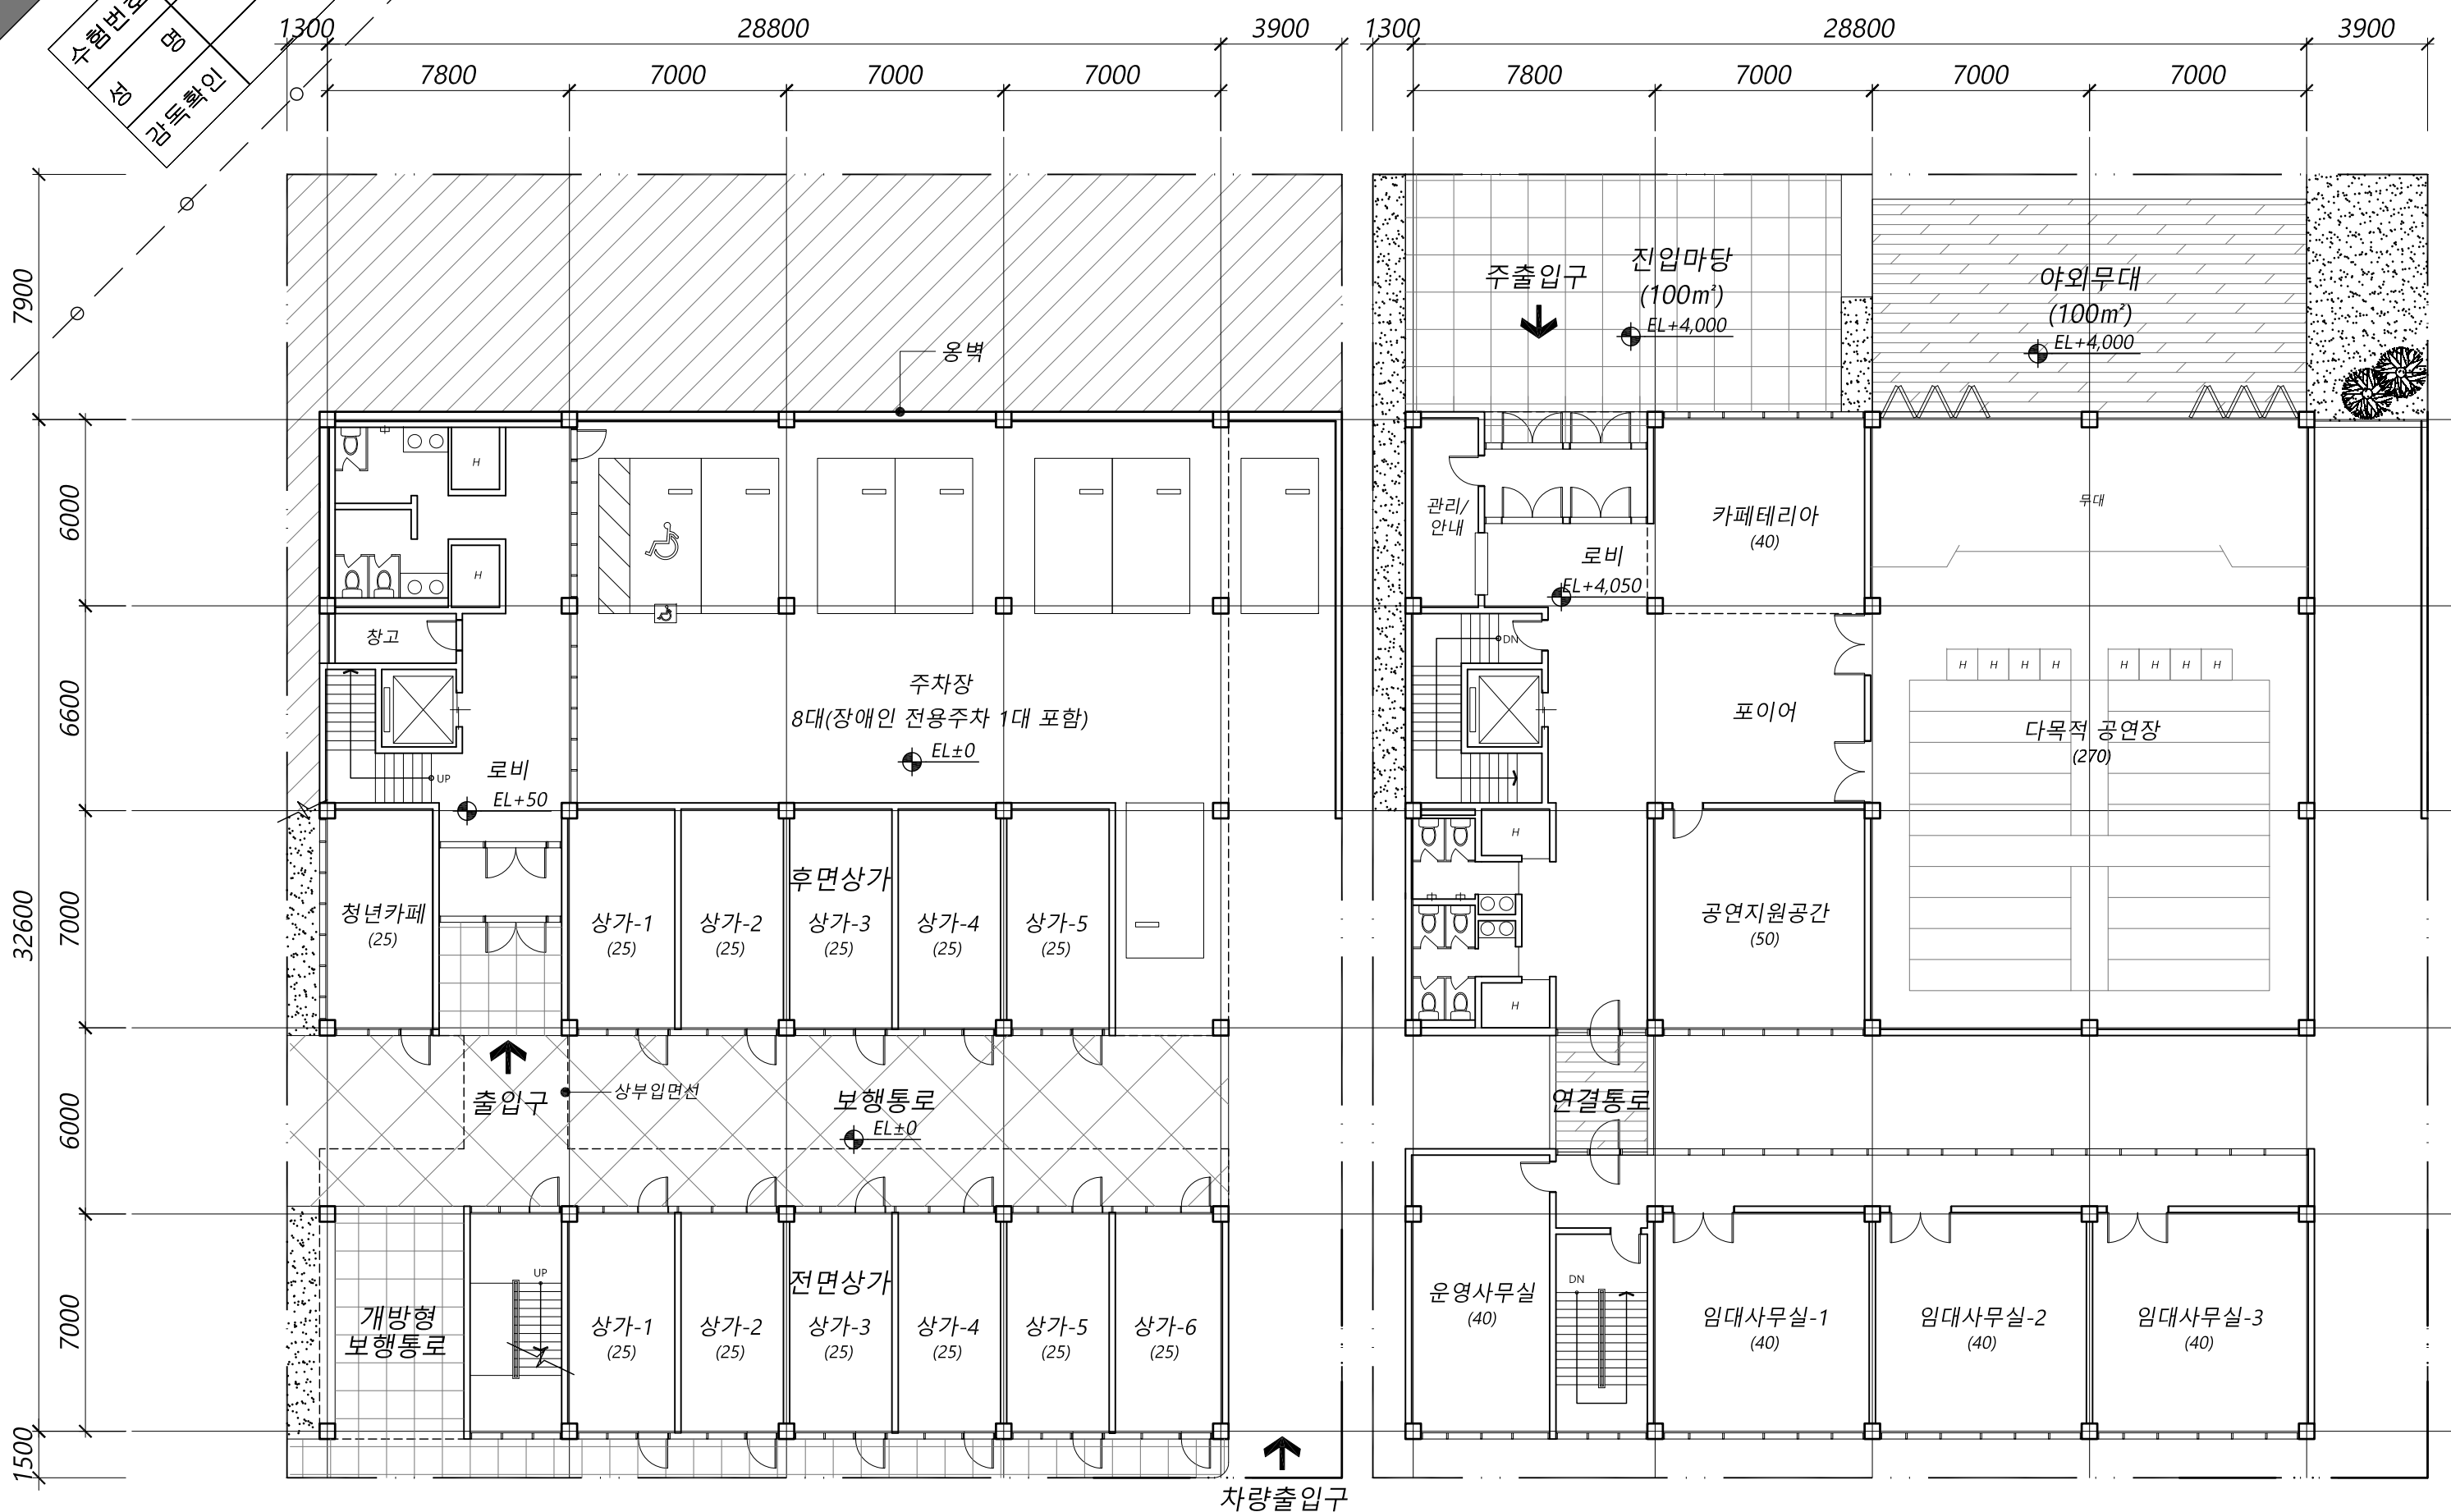 수험번호
성 명
감독확인
1300
28800
3900
7800
7000
7000
7000
1300
28800
3900
7800
7000
7000
7000
7900
32600
1500
6000
6600
7000
6000
7000
옹벽
H
H
창고
UP
로비
EL+50
주차장
8대(장애인 전용주차 1대 포함)
EL±0
청년카페
(25)
후면상가
상가-1
(25)
상가-2
(25)
상가-3
(25)
상가-4
(25)
상가-5
(25)
출입구
상부입면선
보행통로
EL±0
개방형
보행통로
UP
전면상가
상가-1
(25)
상가-2
(25)
상가-3
(25)
상가-4
(25)
상가-5
(25)
상가-6
(25)
차량출입구
주출입구
진입마당
(100㎡)
EL+4,000
야외무대
(100㎡)
EL+4,000
관리/
안내
로비
EL+4,050
카페테리아
(40)
무대
DN
포이어
H H H H H H H H
다목적 공연장
(270)
H
H
공연지원공간
(50)
연결통로
운영사무실
(40)
DN
임대사무실-1
(40)
임대사무실-2
(40)
임대사무실-3
(40)